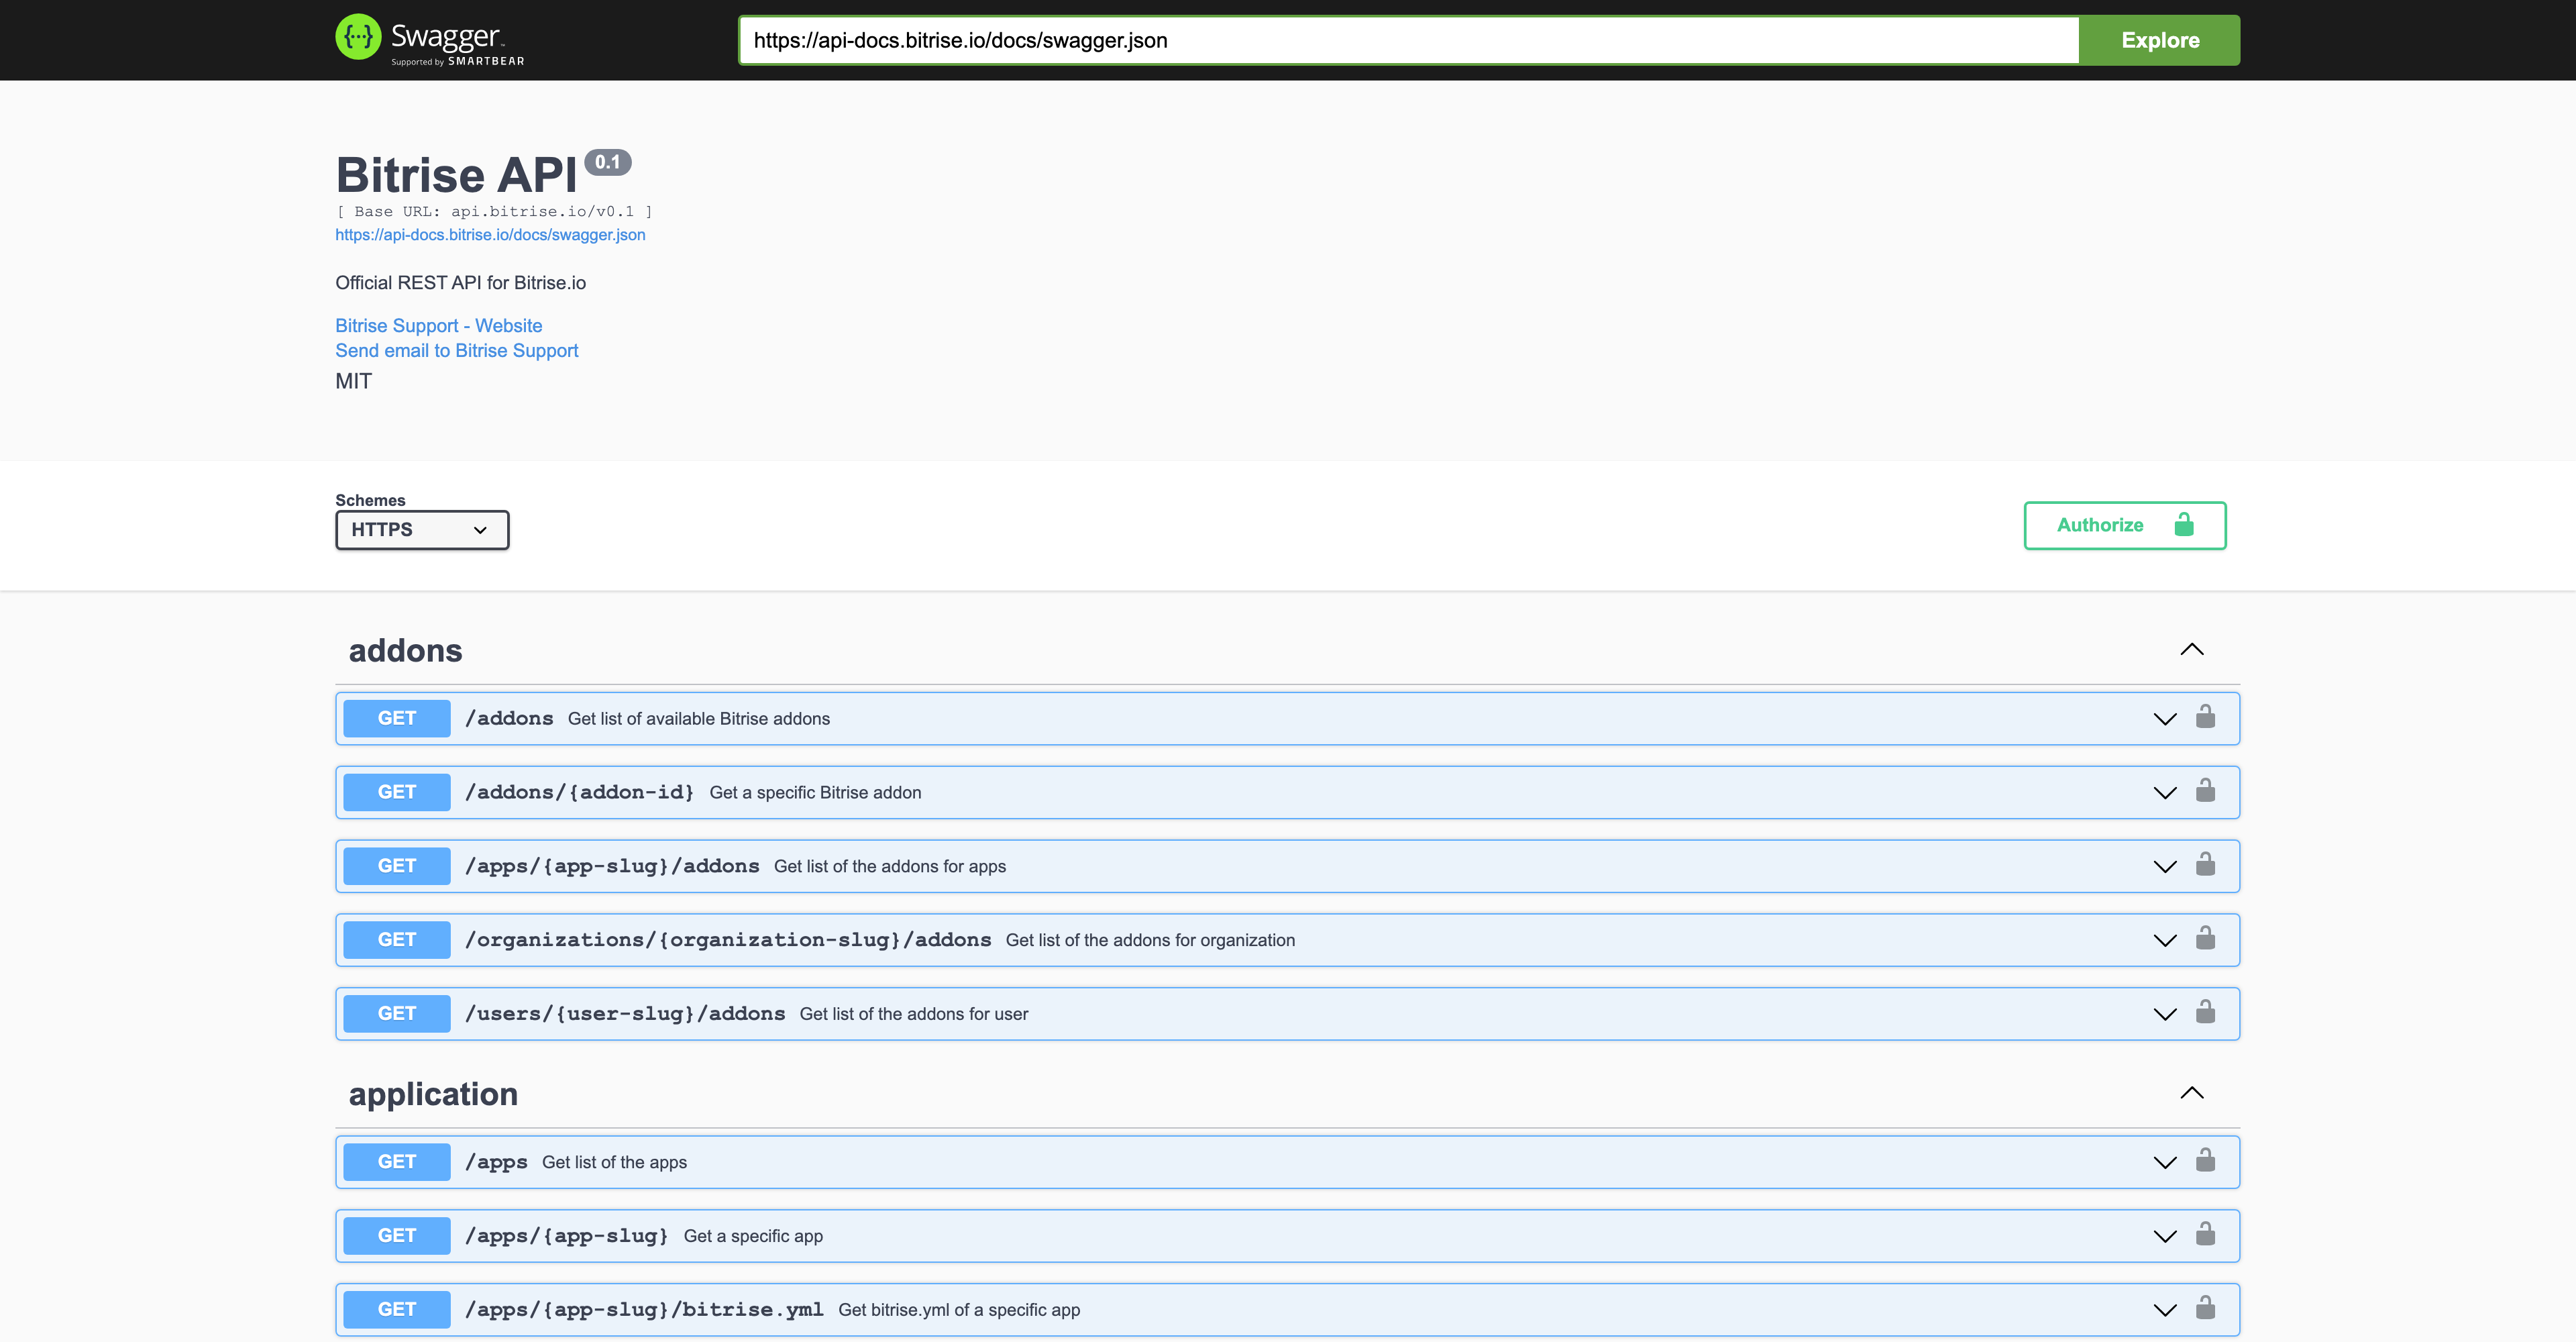 {···} Swagger™
Supported by SMARTBEAR
https://api-docs.bitrise.io/docs/swagger.json
Explore
Bitrise API 0.1
[ Base URL: api.bitrise.io/v0.1 ]
https://api-docs.bitrise.io/docs/swagger.json
Official REST API for Bitrise.io
Bitrise Support - Website
Send email to Bitrise Support
MIT
Schemes
HTTPS
Authorize
addons
GET /addons Get list of available Bitrise addons
GET /addons/{addon-id} Get a specific Bitrise addon
GET /apps/{app-slug}/addons Get list of the addons for apps
GET /organizations/{organization-slug}/addons Get list of the addons for organization
GET /users/{user-slug}/addons Get list of the addons for user
application
GET /apps Get list of the apps
GET /apps/{app-slug} Get a specific app
GET /apps/{app-slug}/bitrise.yml Get bitrise.yml of a specific app